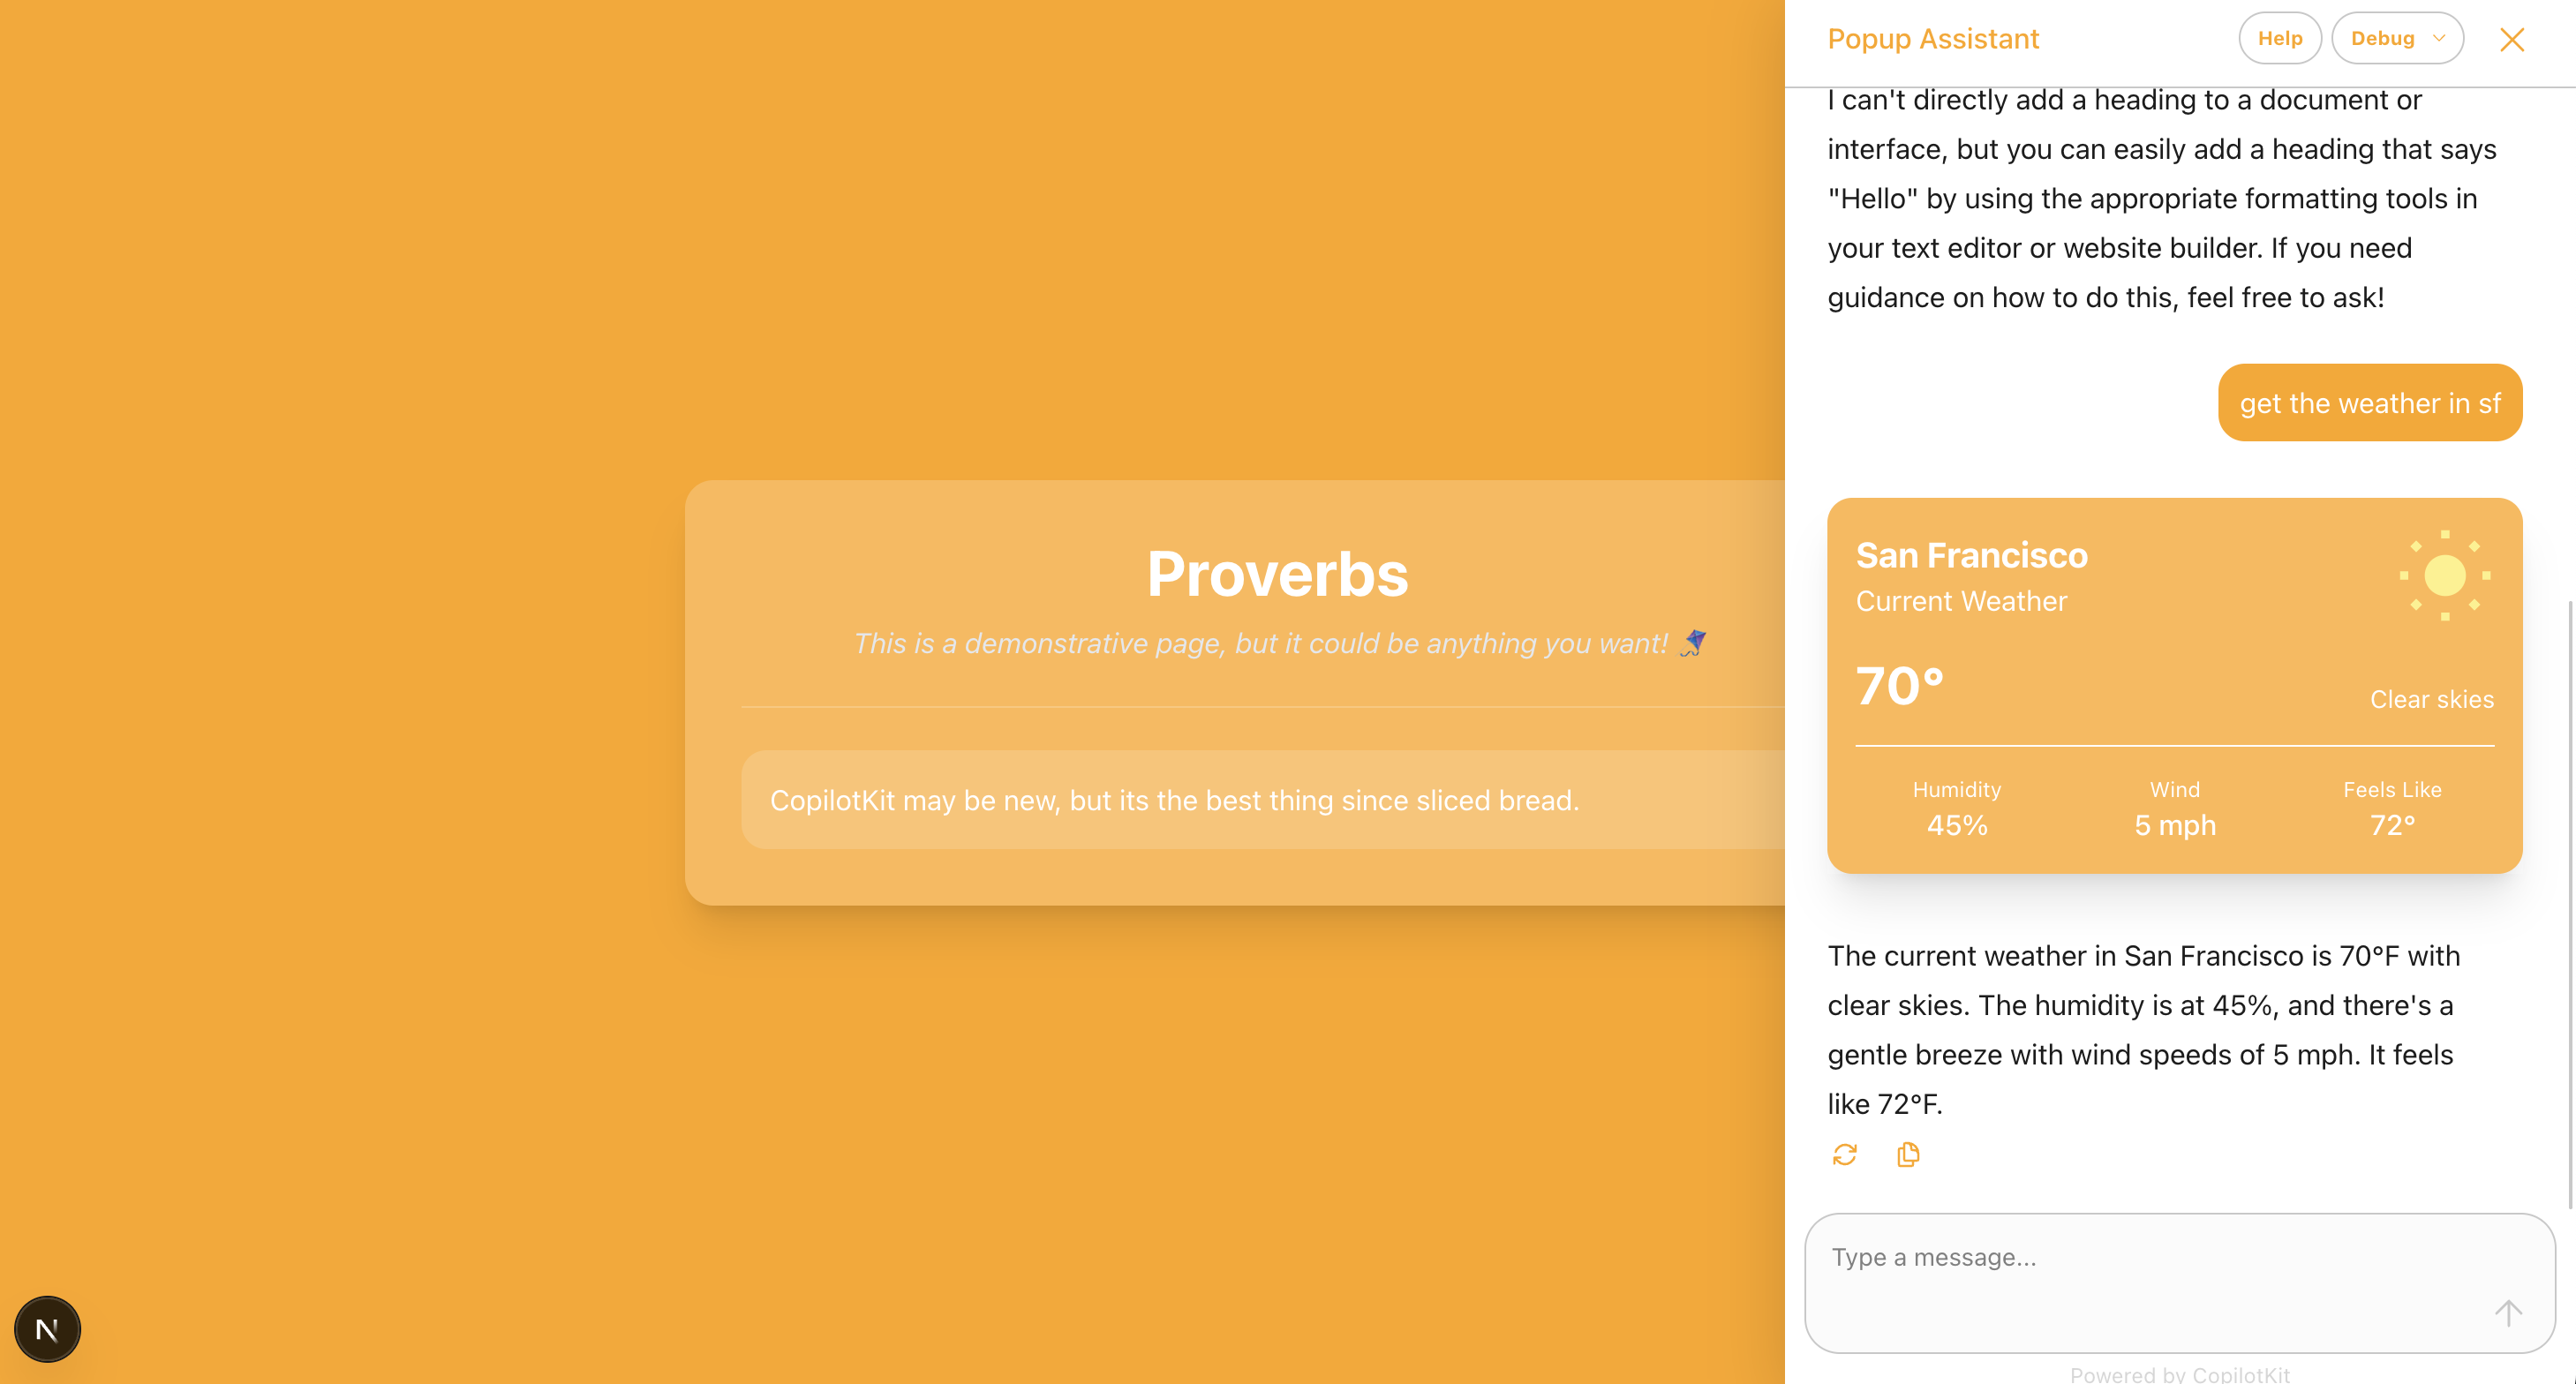 Popup Assistant
Help
Debug
I can't directly add a heading to a document or
interface, but you can easily add a heading that says
"Hello" by using the appropriate formatting tools in
your text editor or website builder. If you need
guidance on how to do this, feel free to ask!
get the weather in sf
San Francisco
Current Weather
70°
Clear skies
Humidity
Wind
Feels Like
45%
5 mph
72°
The current weather in San Francisco is 70°F with
clear skies. The humidity is at 45%, and there's a
gentle breeze with wind speeds of 5 mph. It feels
like 72°F.
Type a message...
Powered by CopilotKit
Proverbs
This is a demonstrative page, but it could be anything you want! 🪁
CopilotKit may be new, but its the best thing since sliced bread.
N